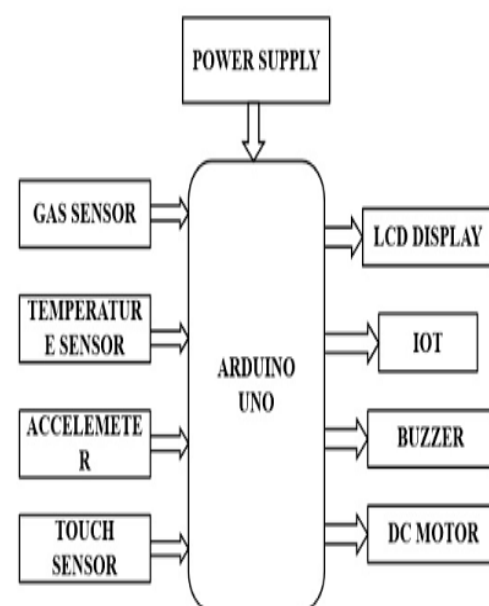 POWER SUPPLY
GAS SENSOR
TEMPERATUR
E SENSOR
ACCELEMETE
R
TOUCH
SENSOR
ARDUINO
UNO
LCD DISPLAY
IOT
BUZZER
DC MOTOR